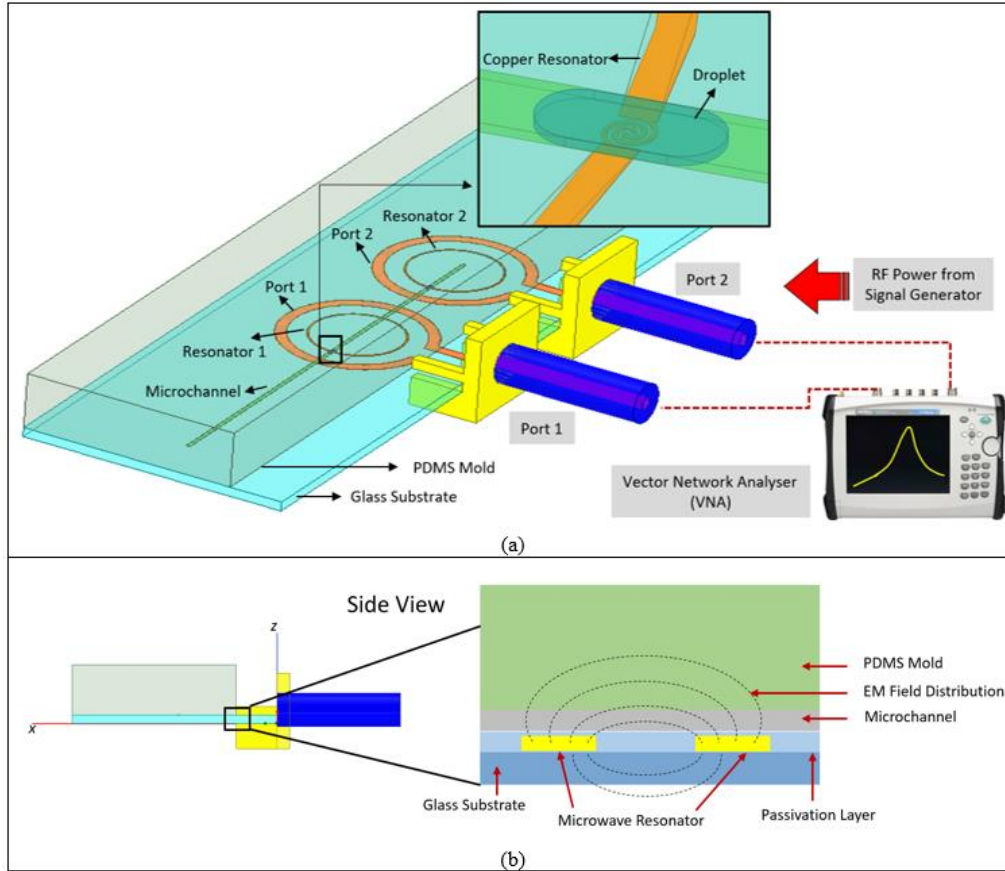 Copper Resonator
Droplet
Resonator 2
Port 2
Port 1
Resonator 1
Microchannel
Port 2
RF Power from
Signal Generator
Port 1
PDMS Mold
Glass Substrate
Vector Network Analyser
(VNA)
(a)
Side View
z
x
PDMS Mold
EM Field Distribution
Microchannel
Glass Substrate
Microwave Resonator
Passivation Layer
(b)